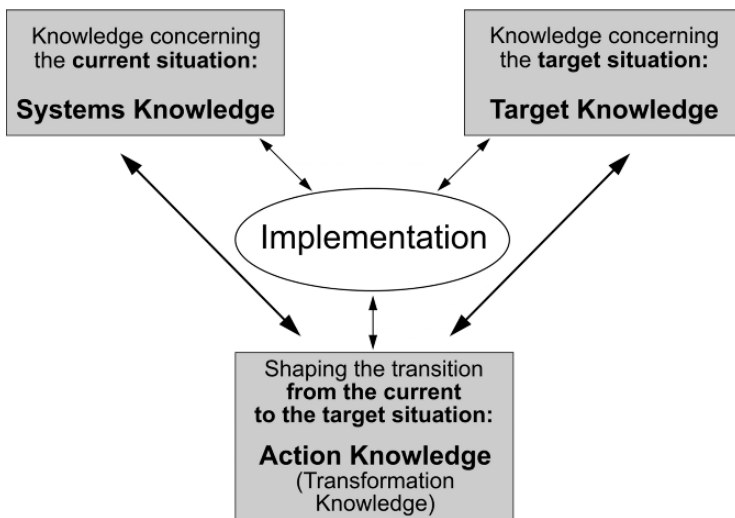 Knowledge concerning
the current situation:
Systems Knowledge
Knowledge concerning
the target situation:
Target Knowledge
Implementation
Shaping the transition
from the current
to the target situation:
Action Knowledge
(Transformation
Knowledge)